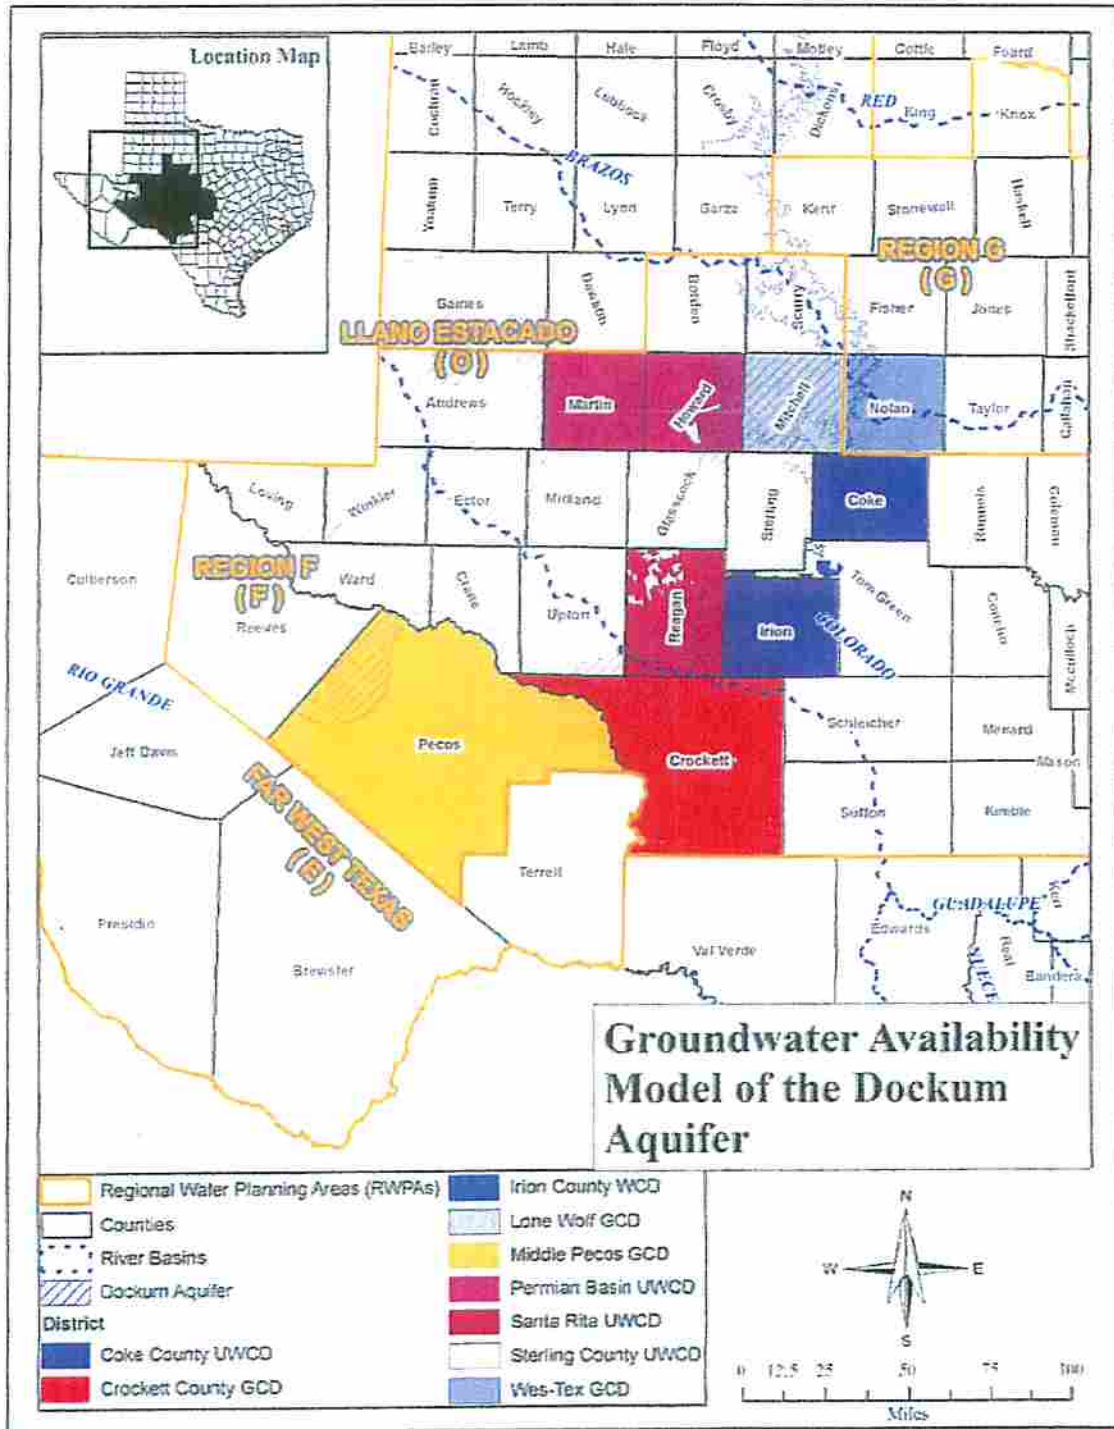 Location Map
Bailey
Lamb
Hale
Floyd
Motley
Cottle
Foard
Cochran
Hockley
Lubbock
Crosby
Dickens
RED
King
Knox
BRAZOS
Yoakum
Terry
Lynn
Garza
Kent
Stonewall
Haskell
REGION G
(G)
Gaines
Dawson
Borden
Scurry
Fisher
Jones
Shackelford
LLANO ESTACADO
(O)
Andrews
Martin
Howard
Mitchell
Nolan
Taylor
Callahan
Loving
Winkler
Ector
Midland
Glasscock
Sterling
Coke
Runnels
Coleman
Culberson
REGION F
(F)
Reeves
Ward
Crane
Upton
Reagan
Irion
Tom Green
COLORADO
Concho
Mcculloch
RIO GRANDE
Jeff Davis
Pecos
Crockett
Schleicher
Menard
Mason
Sutton
Kimble
FAR WEST TEXAS
(E)
Terrell
Presidio
Brewster
Val Verde
GUADALUPE
Kerr
Edwards
NUECE
Real
Bandera
Groundwater Availability
Model of the Dockum
Aquifer
Regional Water Planning Areas (RWPAs)
Counties
River Basins
Dockum Aquifer
District
Coke County UWCD
Crockett County GCD
Irion County WCD
Lone Wolf GCD
Middle Pecos GCD
Permian Basin UWCD
Santa Rita UWCD
Sterling County UWCD
Wes-Tex GCD
N
W
E
S
0 12.5 25 50 75 100
Miles